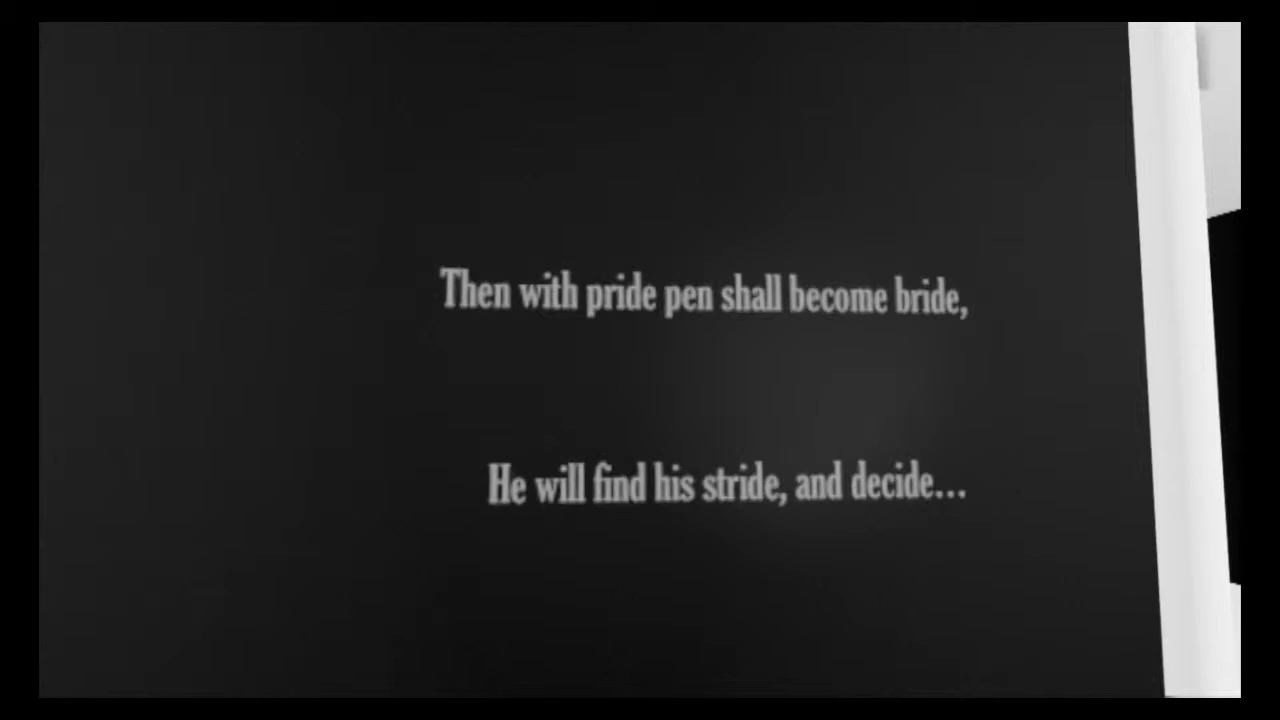 Then with pride pen shall become bride,
He will find his stride, and decide...